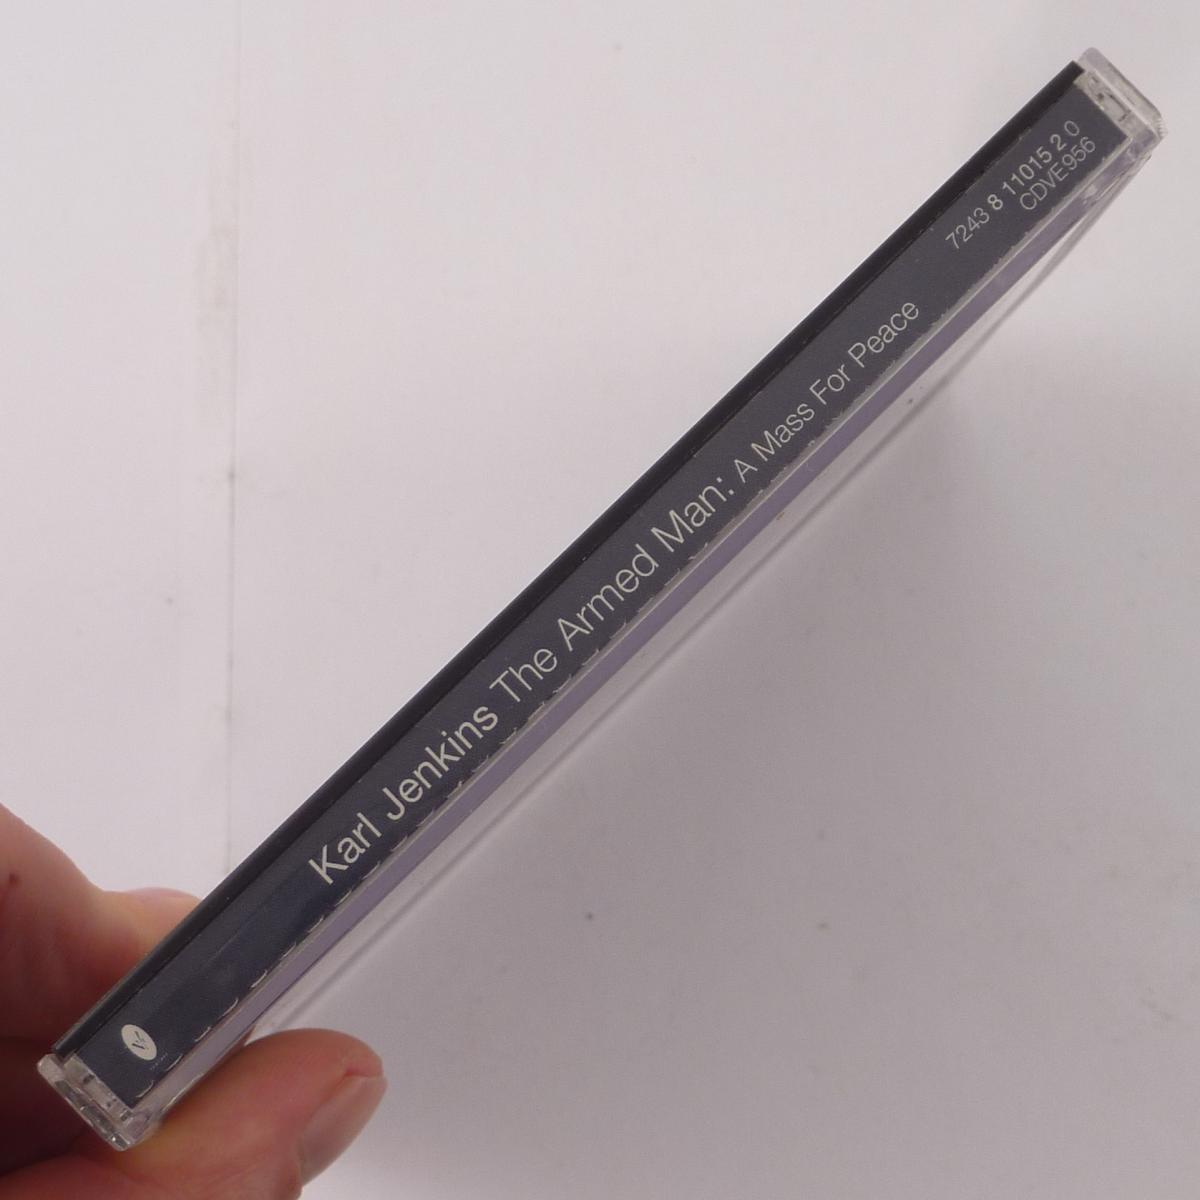 Karl Jenkins The Armed Man: A Mass For Peace
7243 8 11015 2 0
CDVE956